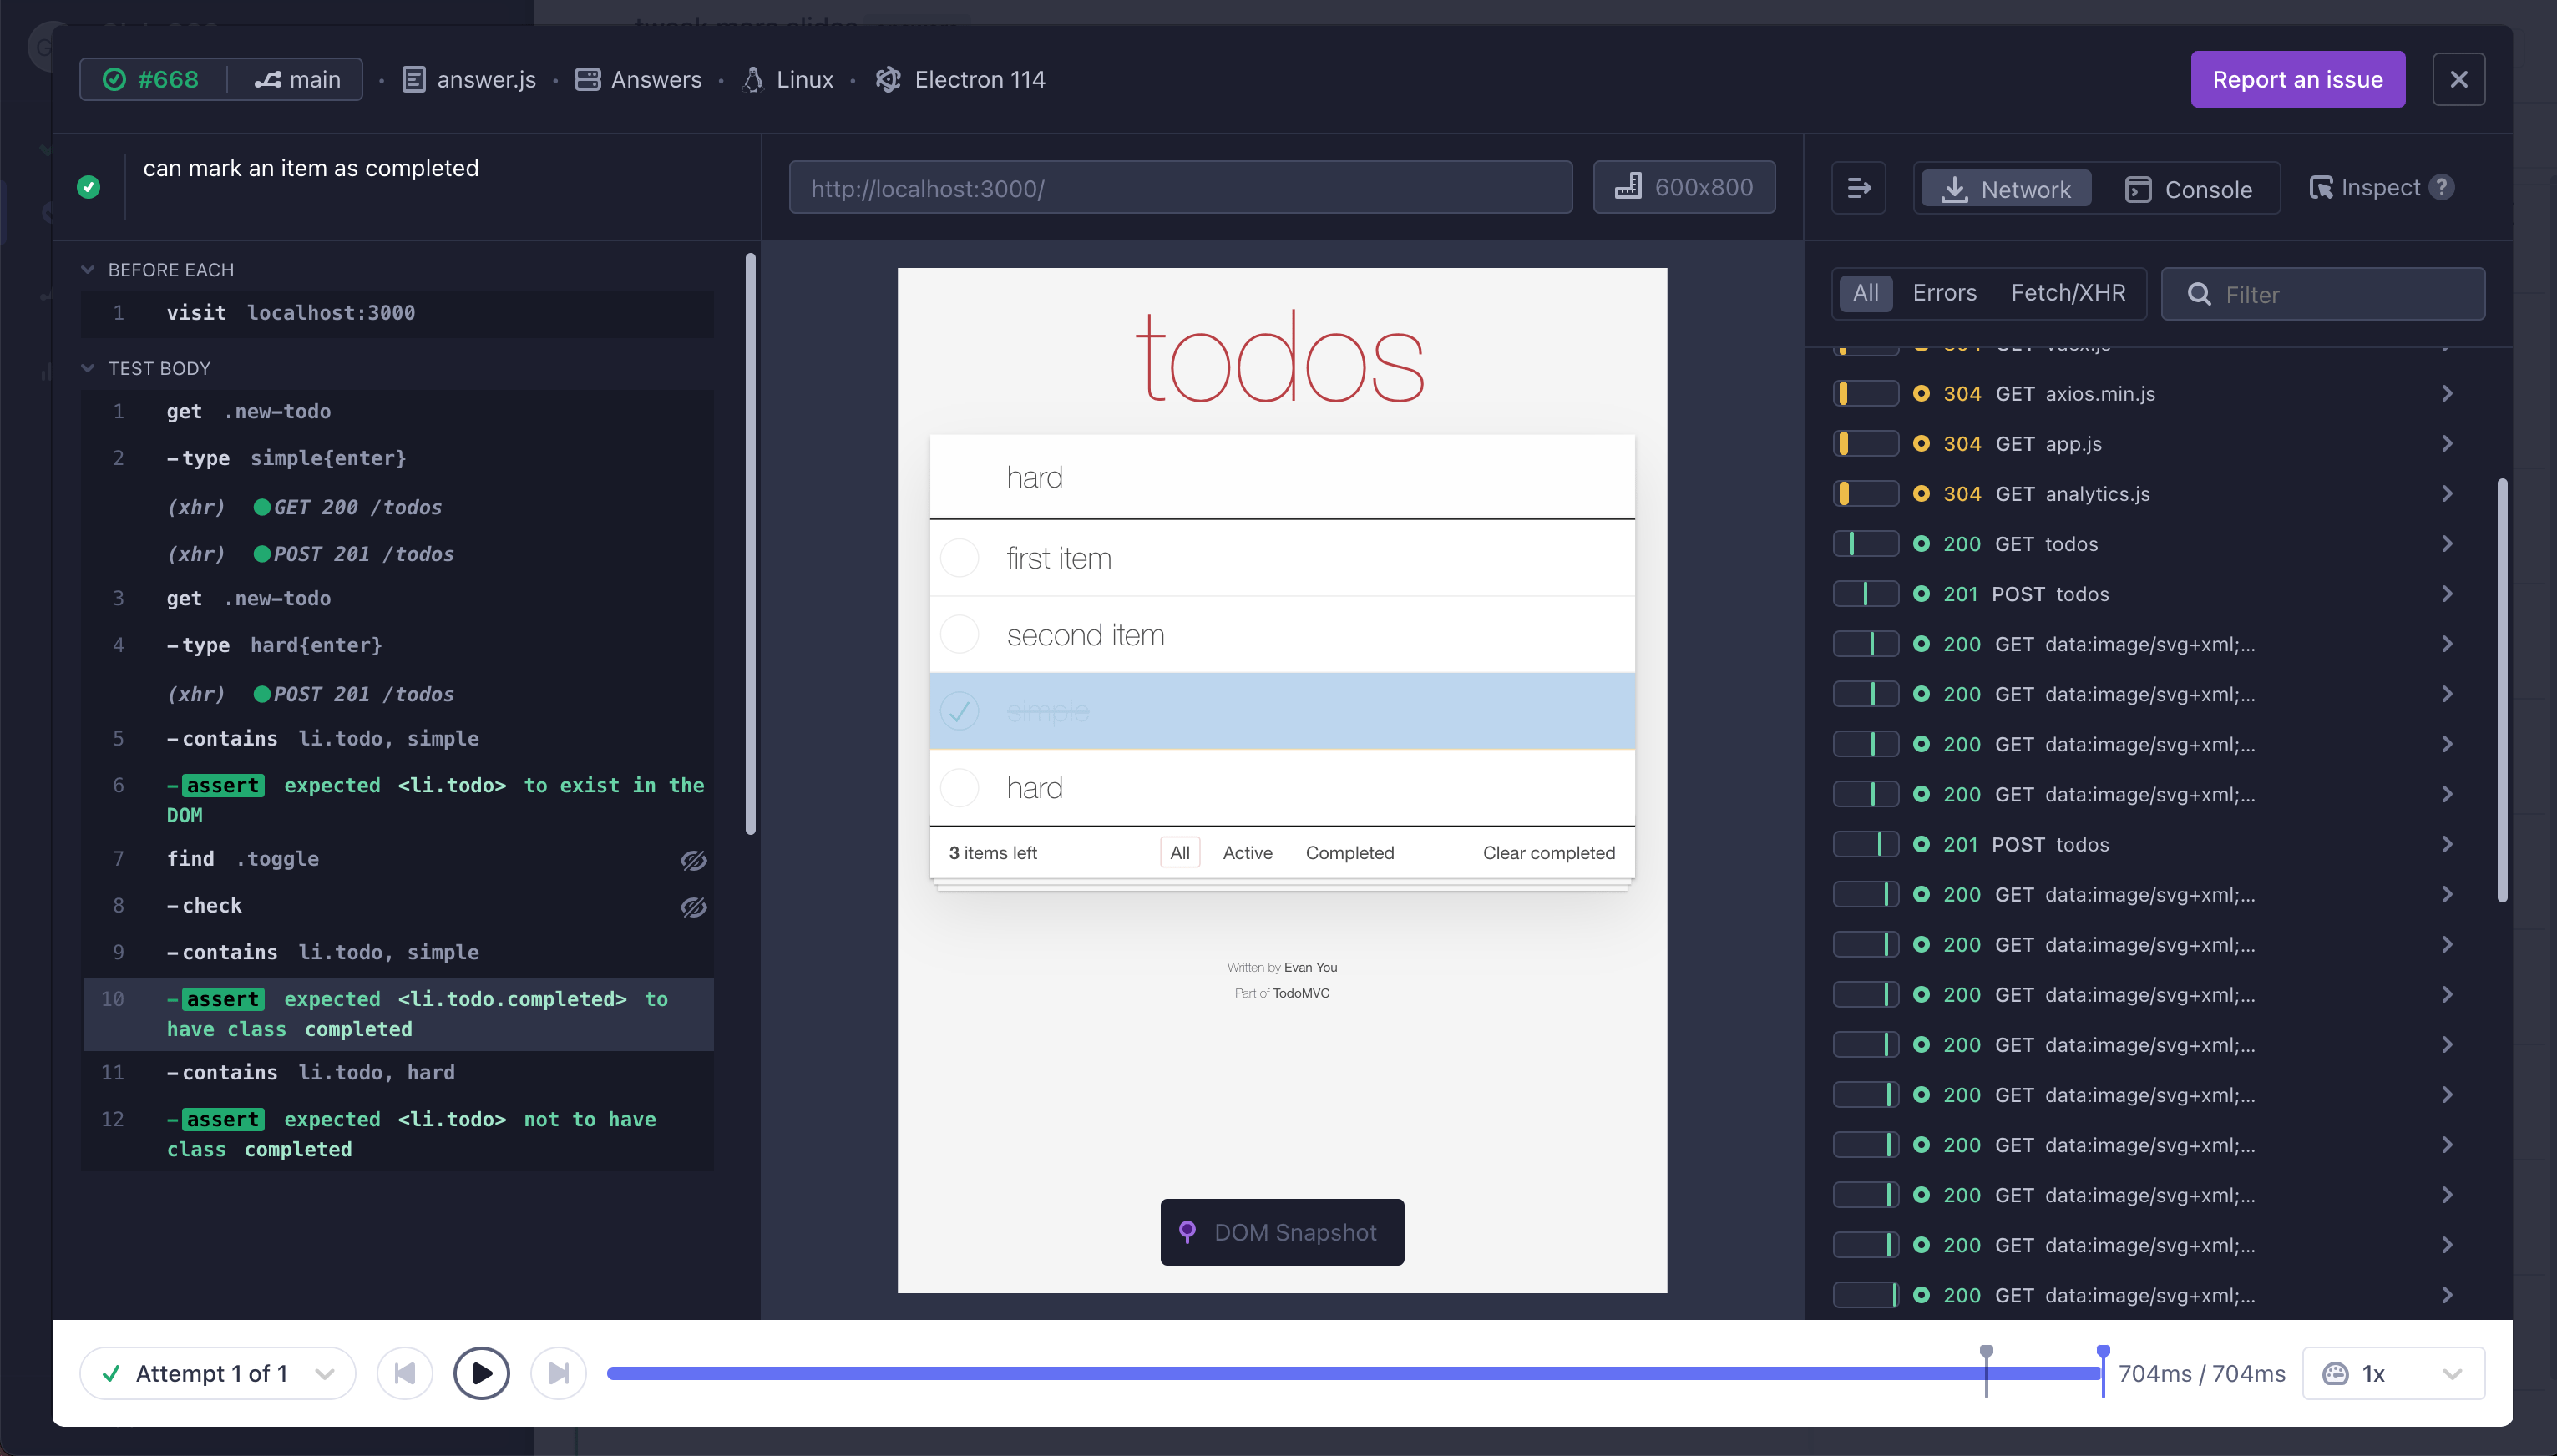 #668 main · answer.js · Answers · Linux · Electron 114
Report an issue
can mark an item as completed
BEFORE EACH
1 visit localhost:3000
TEST BODY
1 get .new-todo
2 -type simple{enter}
(xhr) GET 200 /todos
(xhr) POST 201 /todos
3 get .new-todo
4 -type hard{enter}
(xhr) POST 201 /todos
5 -contains li.todo, simple
6 -assert expected <li.todo> to exist in the
DOM
7 find .toggle
8 -check
9 -contains li.todo, simple
10 -assert expected <li.todo.completed> to
have class completed
11 -contains li.todo, hard
12 -assert expected <li.todo> not to have
class completed
http://localhost:3000/
600x800
todos
hard
first item
second item
simple
hard
3 items left All Active Completed Clear completed
Written by Evan You
Part of TodoMVC
DOM Snapshot
Network Console Inspect ?
All Errors Fetch/XHR Filter
304 GET axios.min.js
304 GET app.js
304 GET analytics.js
200 GET todos
201 POST todos
200 GET data:image/svg+xml;...
200 GET data:image/svg+xml;...
200 GET data:image/svg+xml;...
200 GET data:image/svg+xml;...
201 POST todos
200 GET data:image/svg+xml;...
200 GET data:image/svg+xml;...
200 GET data:image/svg+xml;...
200 GET data:image/svg+xml;...
200 GET data:image/svg+xml;...
200 GET data:image/svg+xml;...
200 GET data:image/svg+xml;...
200 GET data:image/svg+xml;...
200 GET data:image/svg+xml;...
Attempt 1 of 1
704ms / 704ms
1x